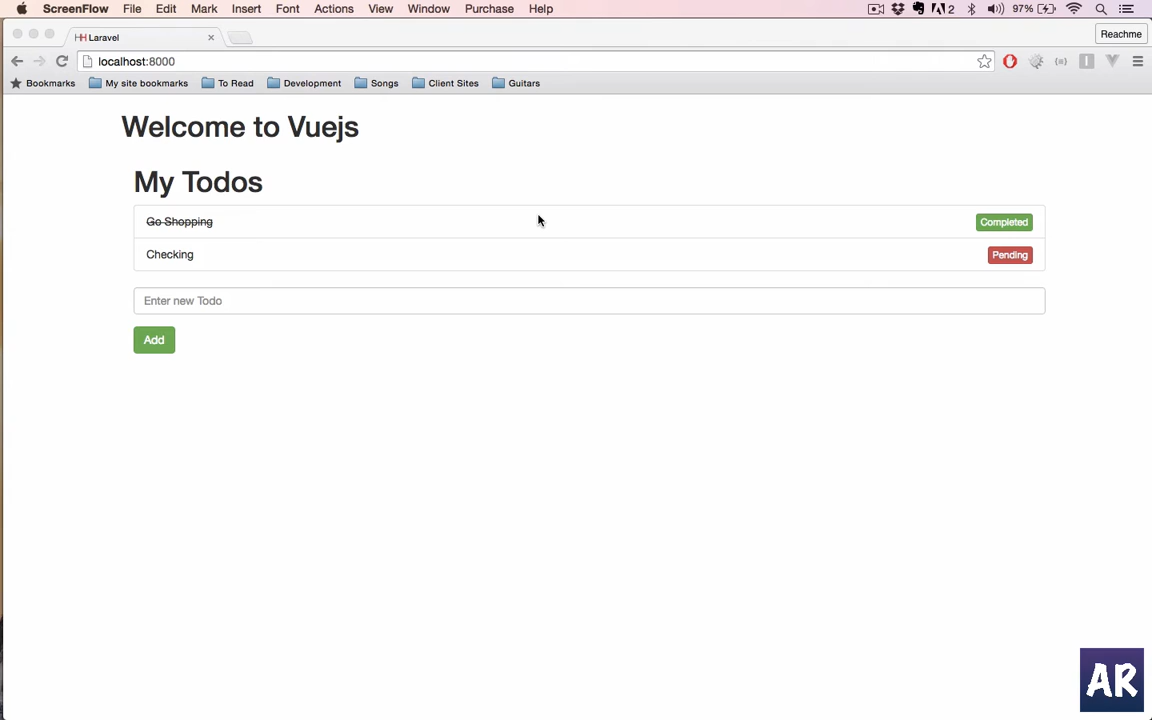 ScreenFlow File Edit Mark Insert Font Actions View Window Purchase Help 2 97%
Laravel Reachme
localhost:8000
Bookmarks My site bookmarks To Read Development Songs Client Sites Guitars
Welcome to Vuejs
My Todos
Go Shopping Completed
Checking Pending
Enter new Todo
Add
AR